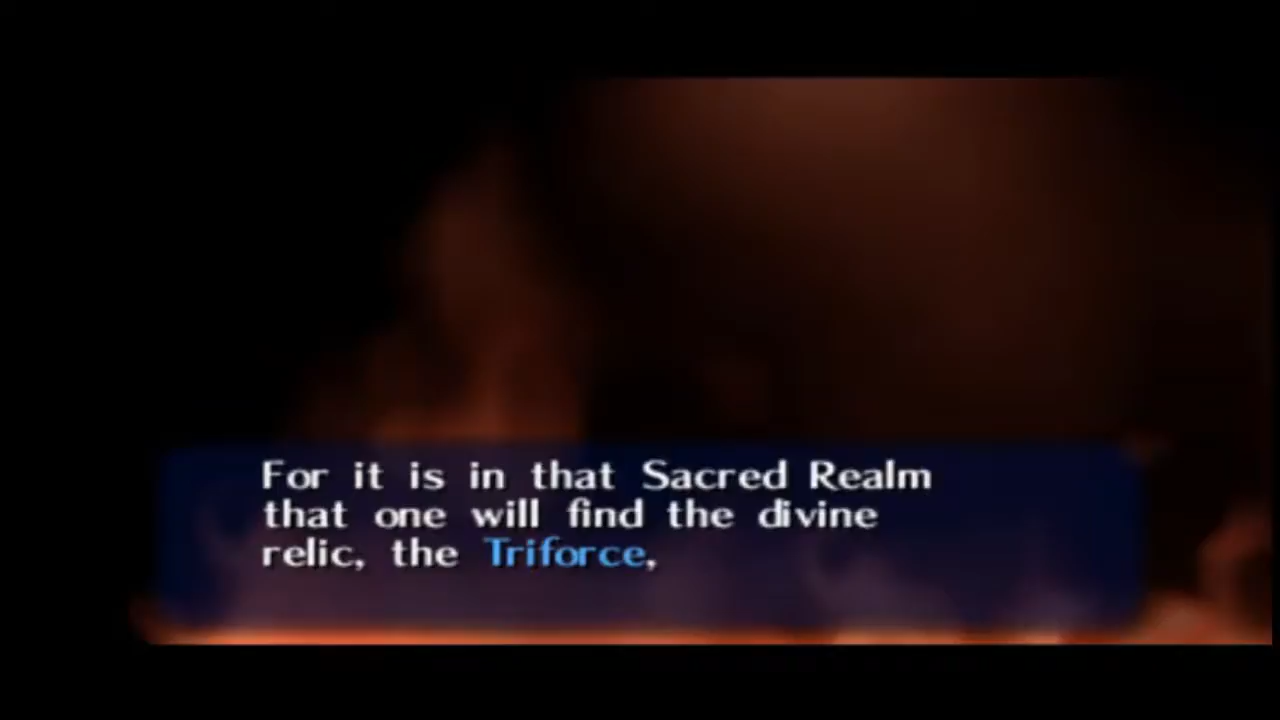 For it is in that Sacred Realm
that one will find the divine
relic, the Triforce,